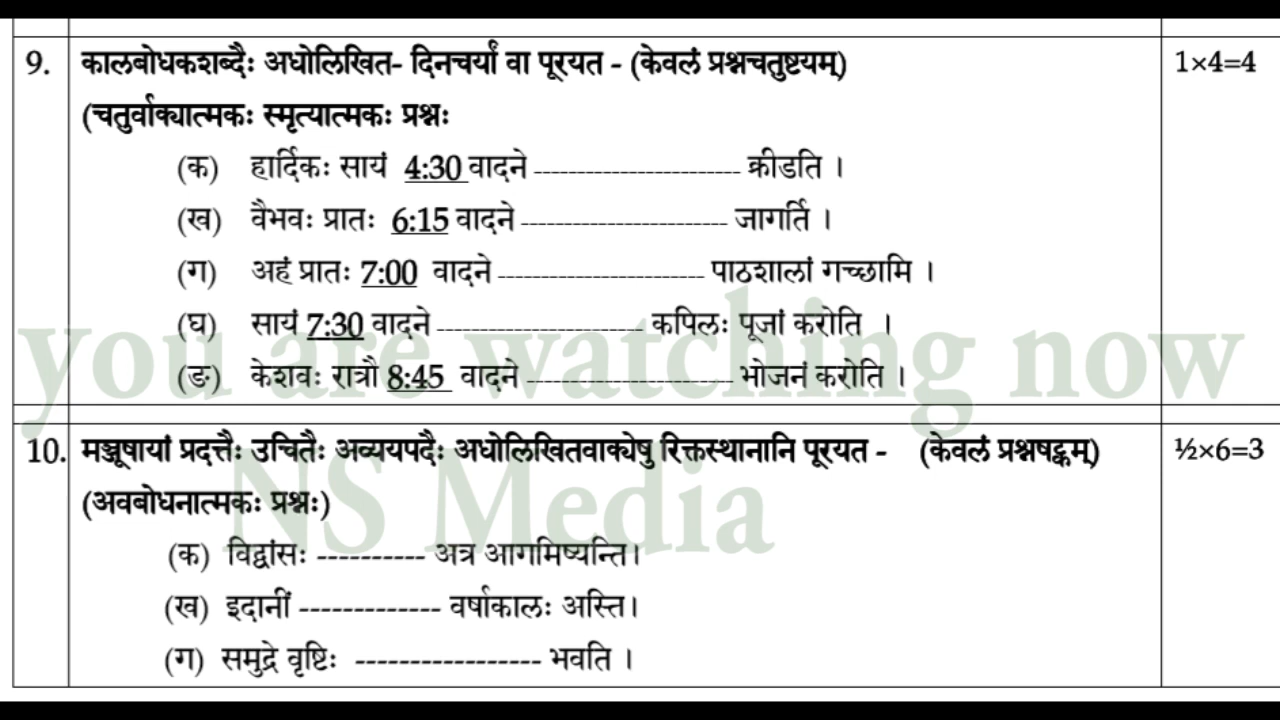 9. कालबोधकशब्दैः अधोलिखित- दिनचर्यां वा पूरयत - (केवलं प्रश्नचतुष्टयम्) 1×4=4
(चतुर्वाक्यात्मकः स्मृत्यात्मकः प्रश्नः
(क) हार्दिकः सायं 4:30 वादने ------------------------ क्रीडति ।
(ख) वैभवः प्रातः 6:15 वादने ------------------------ जागर्ति ।
(ग) अहं प्रातः 7:00 वादने ------------------------ पाठशालां गच्छामि ।
(घ) सायं 7:30 वादने ------------------------ कपिलः पूजां करोति ।
you are watching now
(ङ) केशवः रात्रौ 8:45 वादने ------------------------ भोजनं करोति ।
10. मञ्जूषायां प्रदत्तैः उचितैः अव्ययपदैः अधोलिखितवाक्येषु रिक्तस्थानानि पूरयत - (केवलं प्रश्नषट्कम्) ½×6=3
(अवबोधनात्मकः प्रश्नः)
NS Media
(क) विद्वांसः ---------- अत्र आगमिष्यन्ति।
(ख) इदानीं ------------- वर्षाकालः अस्ति।
(ग) समुद्रे वृष्टिः ----------------- भवति ।